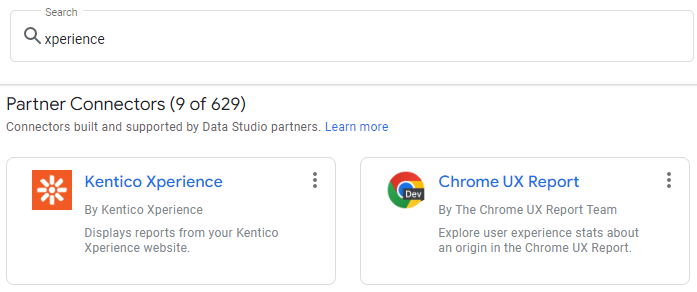 Search
xperience
Partner Connectors (9 of 629)
Connectors built and supported by Data Studio partners. Learn more
Kentico Xperience
By Kentico Xperience
Displays reports from your Kentico
Xperience website.
Dev
Chrome UX Report
By The Chrome UX Report Team
Explore user experience stats about
an origin in the Chrome UX Report.